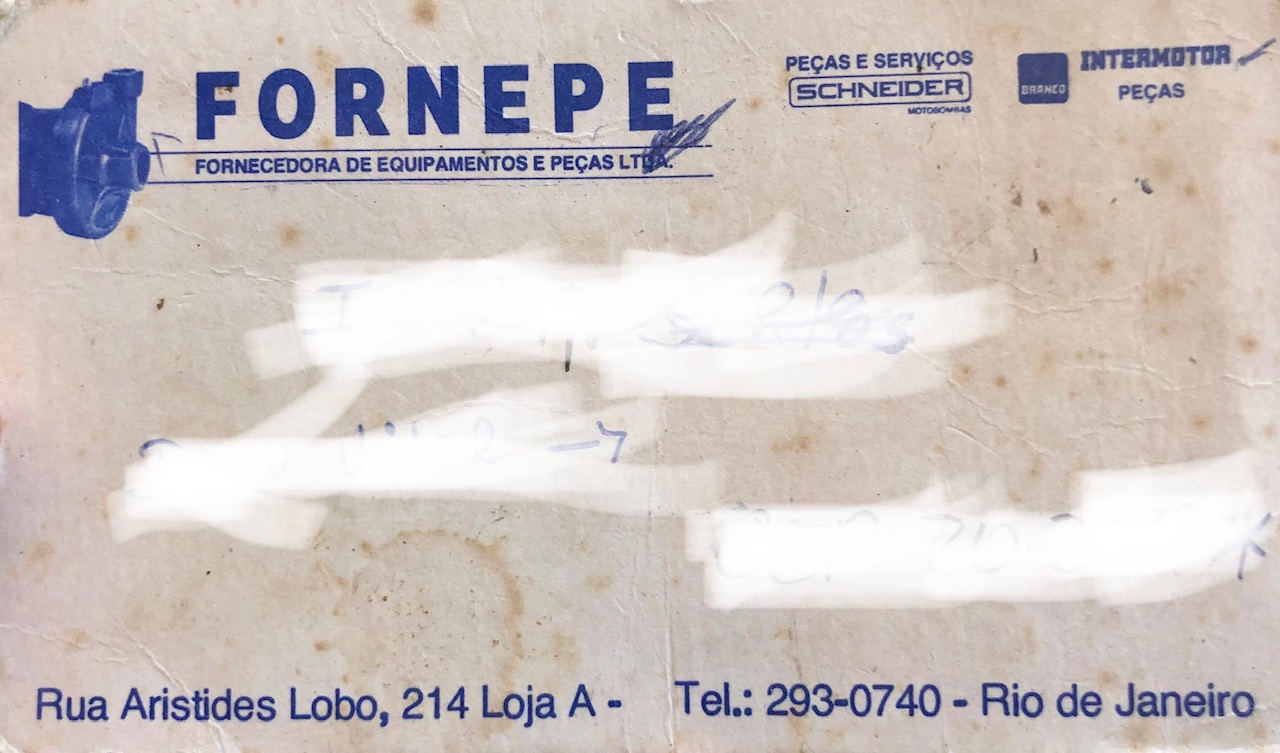 FORNEPE
FORNECEDORA DE EQUIPAMENTOS E PEÇAS LTDA.
PEÇAS E SERVIÇOS
SCHNEIDER
MOTOBOMBAS
BRANCO
INTERMOTOR
PEÇAS
Rua Aristides Lobo, 214 Loja A - Tel.: 293-0740 - Rio de Janeiro